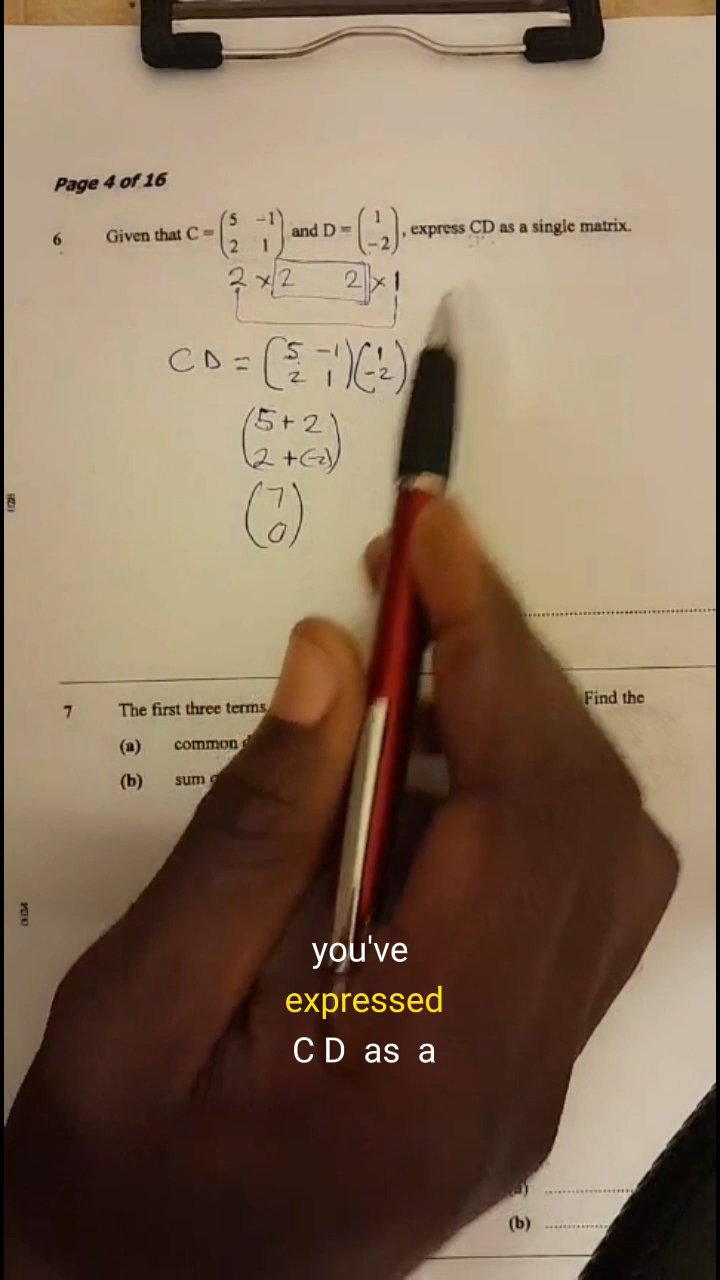 Page 4 of 16
6 Given that C = (5 -1
2 1) and D = (1
-2), express CD as a single matrix.
2 × 2 2 × 1
CD = (5 -1
2 1)(1
-2)
(5 + 2
2 + (-2))
(7
0)
7 The first three terms Find the
(a) common
(b) sum
you've
expressed
C D as a
(a)
(b)